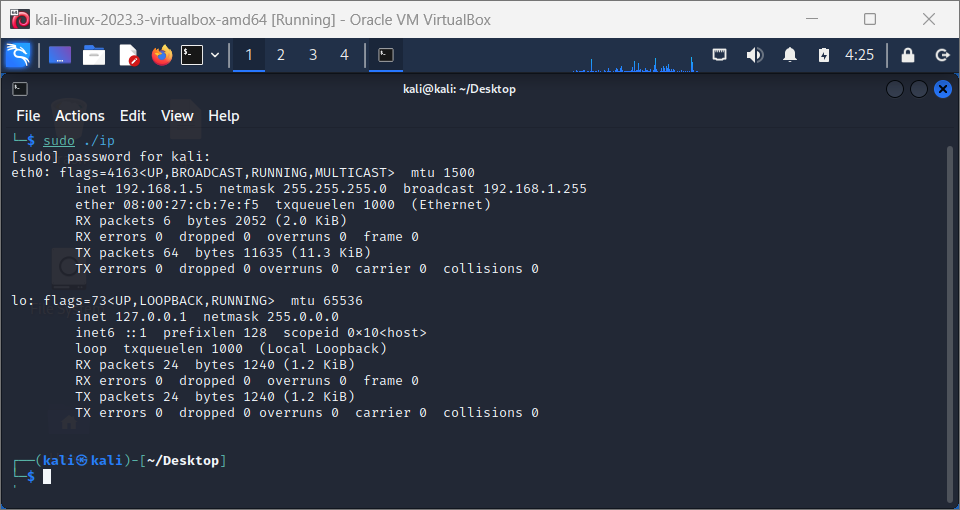 kali-linux-2023.3-virtualbox-amd64 [Running] - Oracle VM VirtualBox
1 2 3 4 4:25
kali@kali: ~/Desktop
File Actions Edit View Help
└─$ sudo ./ip
[sudo] password for kali:
eth0: flags=4163<UP,BROADCAST,RUNNING,MULTICAST>  mtu 1500
        inet 192.168.1.5  netmask 255.255.255.0  broadcast 192.168.1.255
        ether 08:00:27:cb:7e:f5  txqueuelen 1000  (Ethernet)
        RX packets 6  bytes 2052 (2.0 KiB)
        RX errors 0  dropped 0  overruns 0  frame 0
        TX packets 64  bytes 11635 (11.3 KiB)
        TX errors 0  dropped 0 overruns 0  carrier 0  collisions 0
lo: flags=73<UP,LOOPBACK,RUNNING>  mtu 65536
        inet 127.0.0.1  netmask 255.0.0.0
        inet6 ::1  prefixlen 128  scopeid 0×10<host>
        loop  txqueuelen 1000  (Local Loopback)
        RX packets 24  bytes 1240 (1.2 KiB)
        RX errors 0  dropped 0  overruns 0  frame 0
        TX packets 24  bytes 1240 (1.2 KiB)
        TX errors 0  dropped 0 overruns 0  carrier 0  collisions 0
┌──(kali㉿kali)-[~/Desktop]
└─$